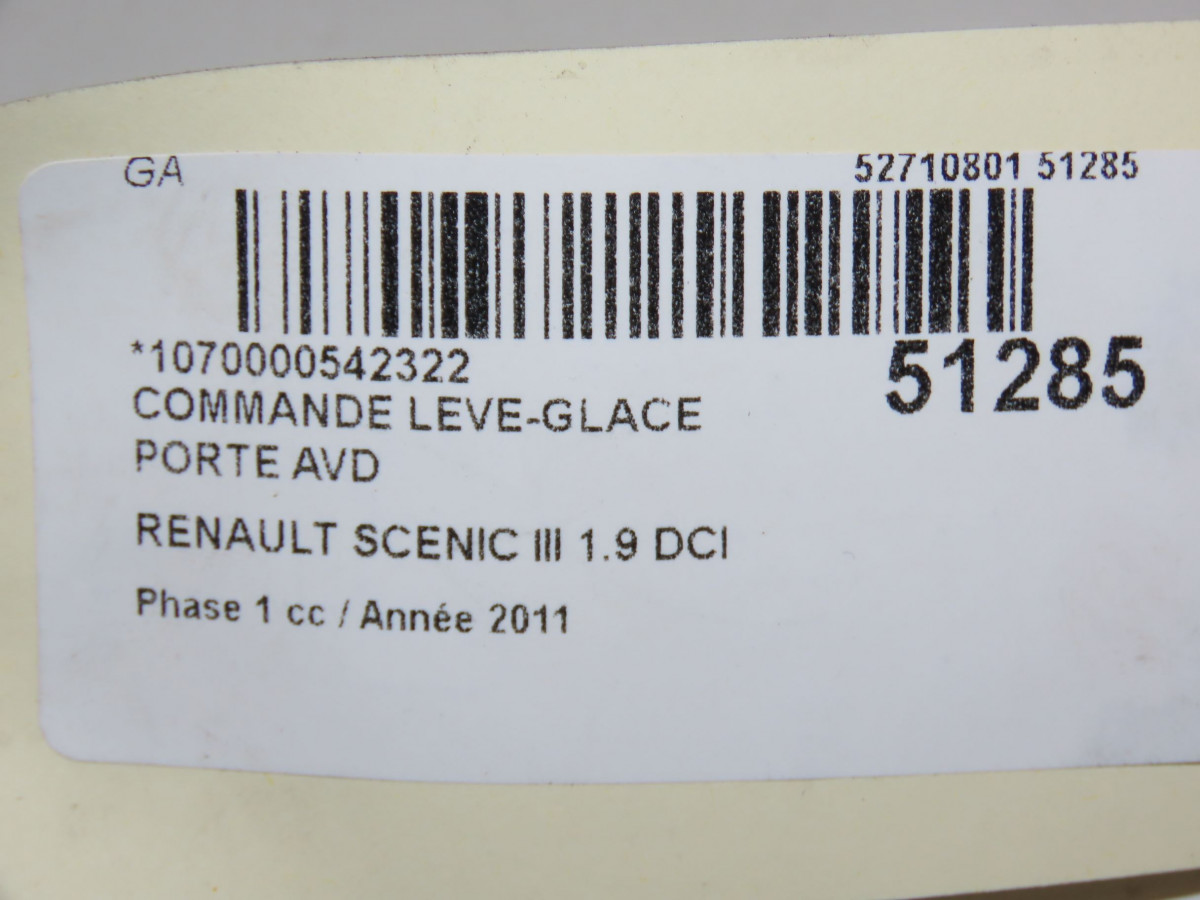 GA 52710801 51285
*1070000542322 51285
COMMANDE LEVE-GLACE
PORTE AVD
RENAULT SCENIC III 1.9 DCI
Phase 1 cc / Année 2011